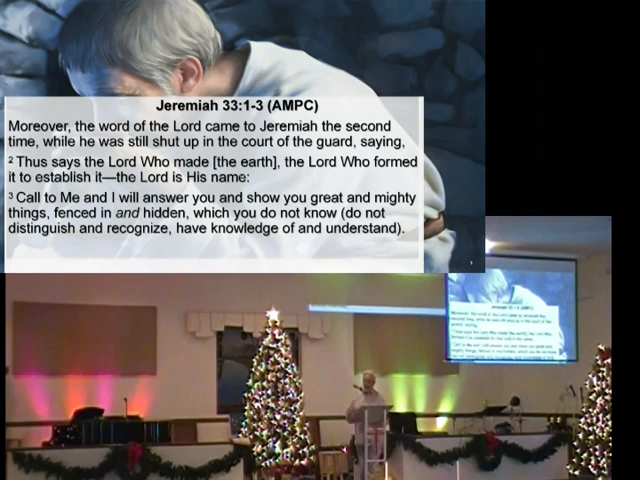 Jeremiah 33:1-3 (AMPC)
Moreover, the word of the Lord came to Jeremiah the second
time, while he was still shut up in the court of the guard, saying,
2 Thus says the Lord Who made [the earth], the Lord Who formed
it to establish it—the Lord is His name:
3 Call to Me and I will answer you and show you great and mighty
things, fenced in and hidden, which you do not know (do not
distinguish and recognize, have knowledge of and understand).